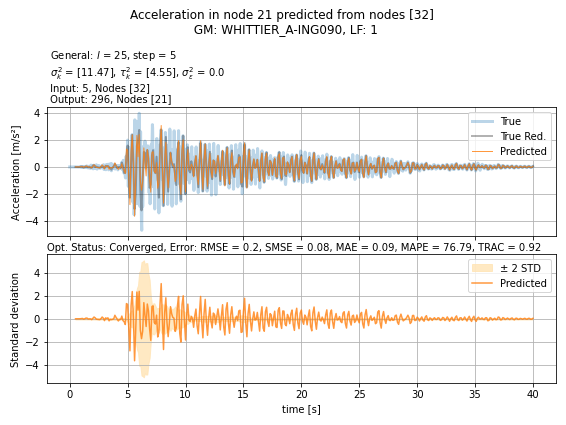 Acceleration in node 21 predicted from nodes [32]
GM: WHITTIER_A-ING090, LF: 1
General: l = 25, step = 5
σ²ₖ = [11.47], τ²ₖ = [4.55], σ²ε = 0.0
Input: 5, Nodes [32]
Output: 296, Nodes [21]
Acceleration [m/s²]
4
2
0
−2
−4
True
True Red.
Predicted
Opt. Status: Converged, Error: RMSE = 0.2, SMSE = 0.08, MAE = 0.09, MAPE = 76.79, TRAC = 0.92
Standard deviation
4
2
0
−2
−4
± 2 STD
Predicted
0 5 10 15 20 25 30 35 40
time [s]